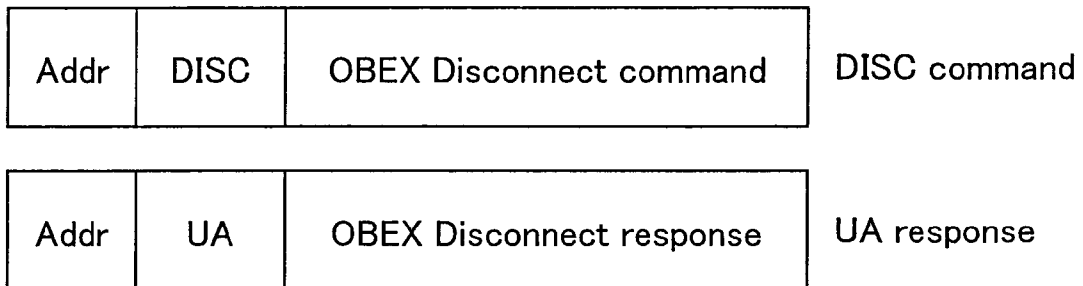 Addr DISC OBEX Disconnect command DISC command
Addr UA OBEX Disconnect response UA response